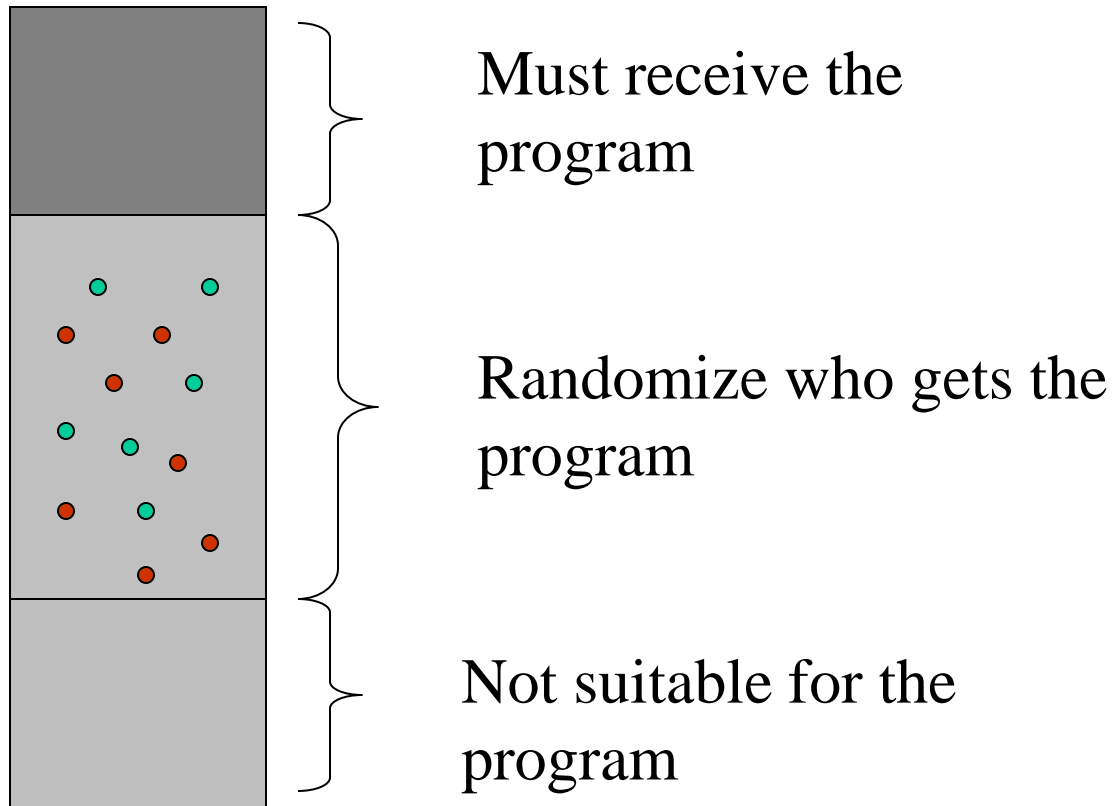 Must receive the
program
Randomize who gets the
program
Not suitable for the
program